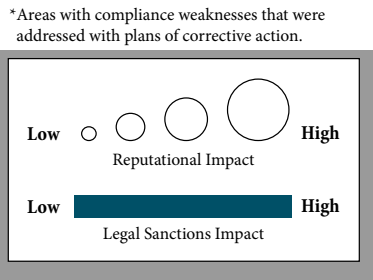 *Areas with compliance weaknesses that were
addressed with plans of corrective action.
Low High
Reputational Impact
Low High
Legal Sanctions Impact